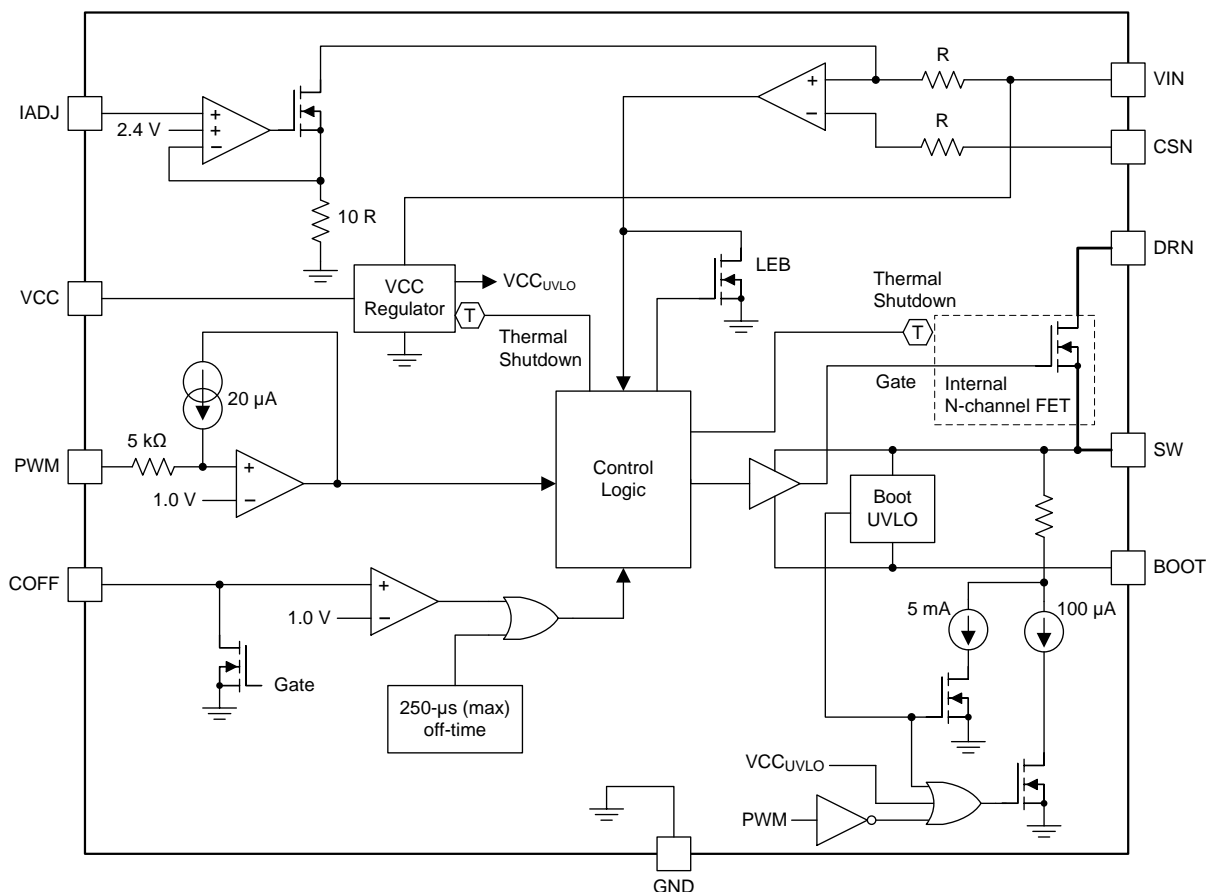 R
VIN
IADJ
2.4 V
+
+
−
+
−
R
CSN
10 R
DRN
LEB
VCC
VCC
Regulator
VCCUVLO
T
Thermal
Shutdown
Thermal
Shutdown
T
Gate
Internal
N-channel FET
20 µA
5 kΩ
PWM
+
1.0 V
−
Control
Logic
SW
Boot
UVLO
COFF
+
1.0 V
−
BOOT
5 mA
100 µA
Gate
250-µs (max)
off-time
VCCUVLO
PWM
GND